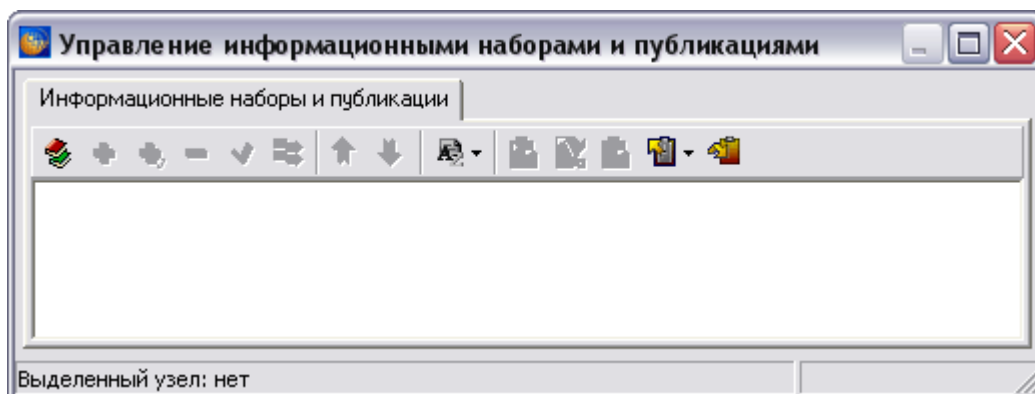 Управление информационными наборами и публикациями
Информационные наборы и публикации
Выделенный узел: нет